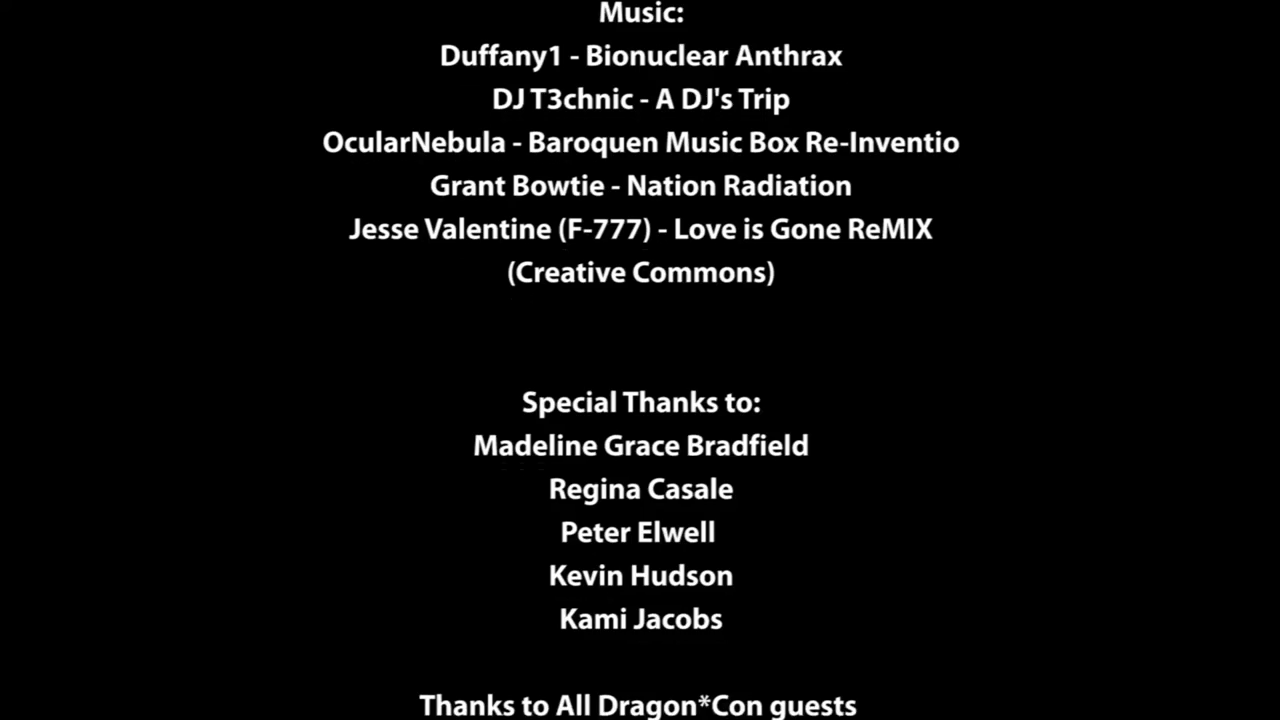 Music:
Duffany1 - Bionuclear Anthrax
DJ T3chnic - A DJ's Trip
OcularNebula - Baroquen Music Box Re-Inventio
Grant Bowtie - Nation Radiation
Jesse Valentine (F-777) - Love is Gone ReMIX
(Creative Commons)
Special Thanks to:
Madeline Grace Bradfield
Regina Casale
Peter Elwell
Kevin Hudson
Kami Jacobs
Thanks to All Dragon*Con guests